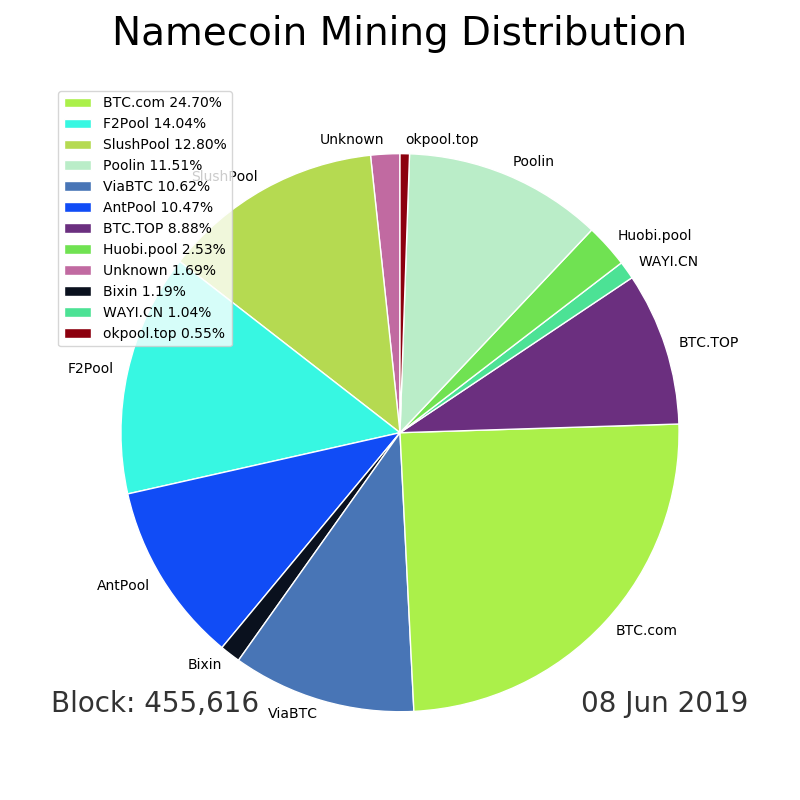 Namecoin Mining Distribution
BTC.com 24.70%
F2Pool 14.04%
SlushPool 12.80%
Poolin 11.51%
ViaBTC 10.62%
AntPool 10.47%
BTC.TOP 8.88%
Huobi.pool 2.53%
Unknown 1.69%
Bixin 1.19%
WAYI.CN 1.04%
okpool.top 0.55%
Unknown
okpool.top
Poolin
SlushPool
Huobi.pool
WAYI.CN
BTC.TOP
F2Pool
AntPool
BTC.com
Bixin
ViaBTC
Block: 455,616
08 Jun 2019